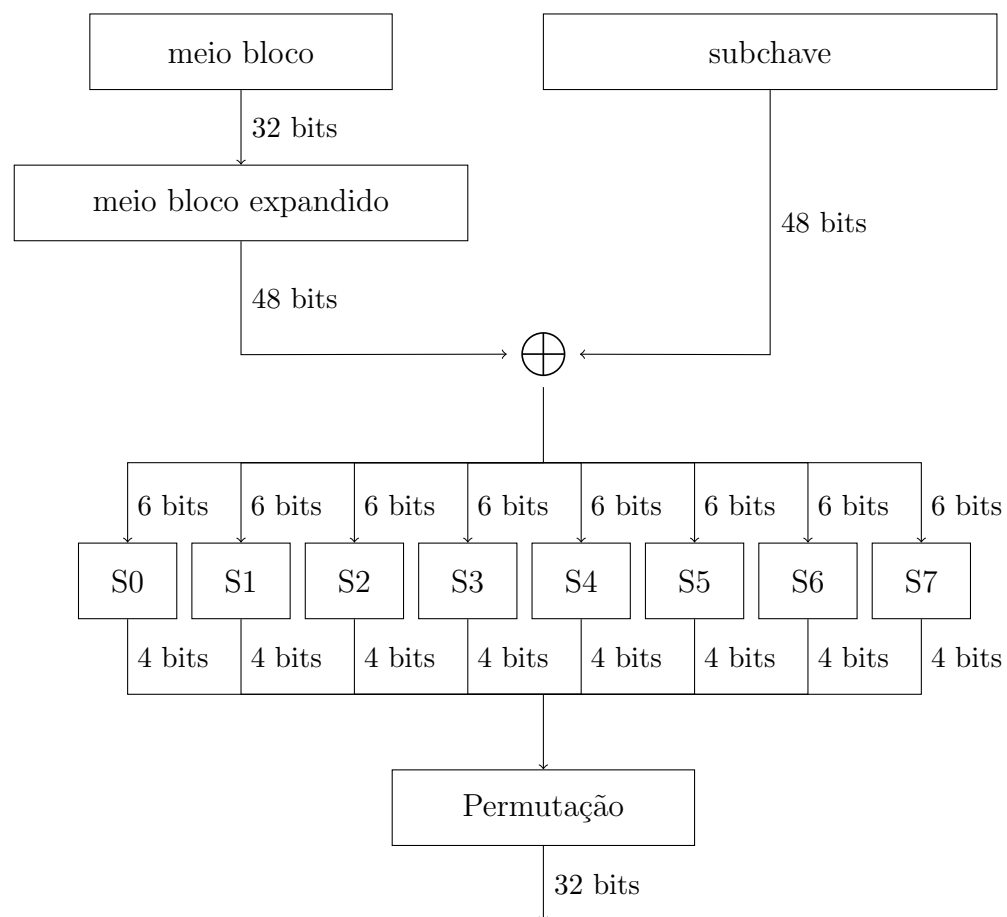 meio bloco
subchave
32 bits
meio bloco expandido
48 bits
48 bits
6 bits 6 bits 6 bits 6 bits 6 bits 6 bits 6 bits 6 bits
S0 S1 S2 S3 S4 S5 S6 S7
4 bits 4 bits 4 bits 4 bits 4 bits 4 bits 4 bits 4 bits
Permutação
32 bits